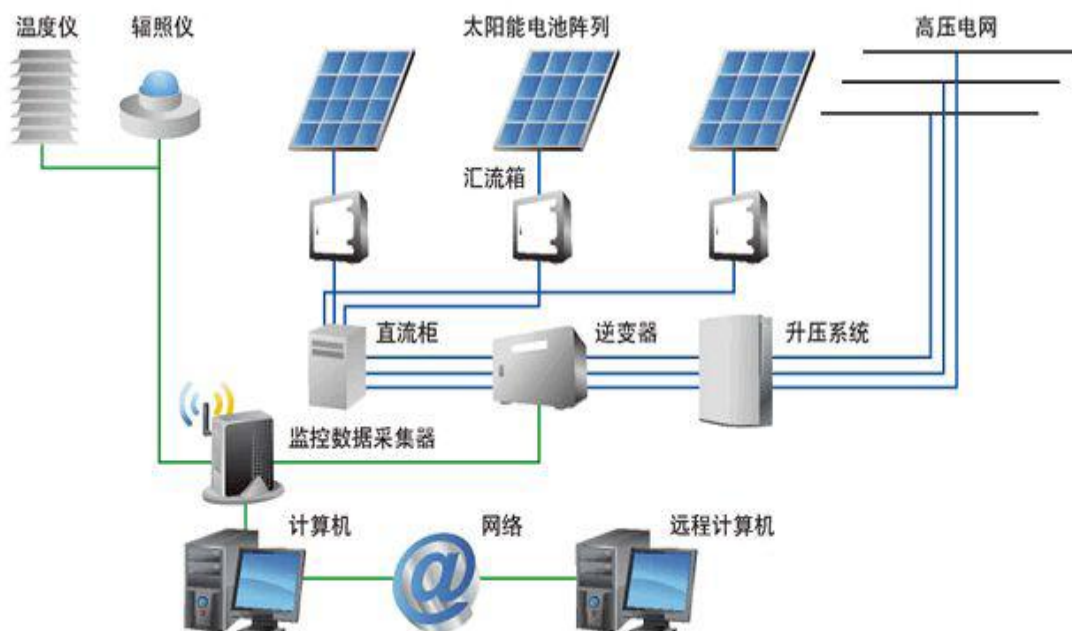 温度仪
辐照仪
太阳能电池阵列
高压电网
汇流箱
直流柜
逆变器
升压系统
监控数据采集器
计算机
网络
@
远程计算机